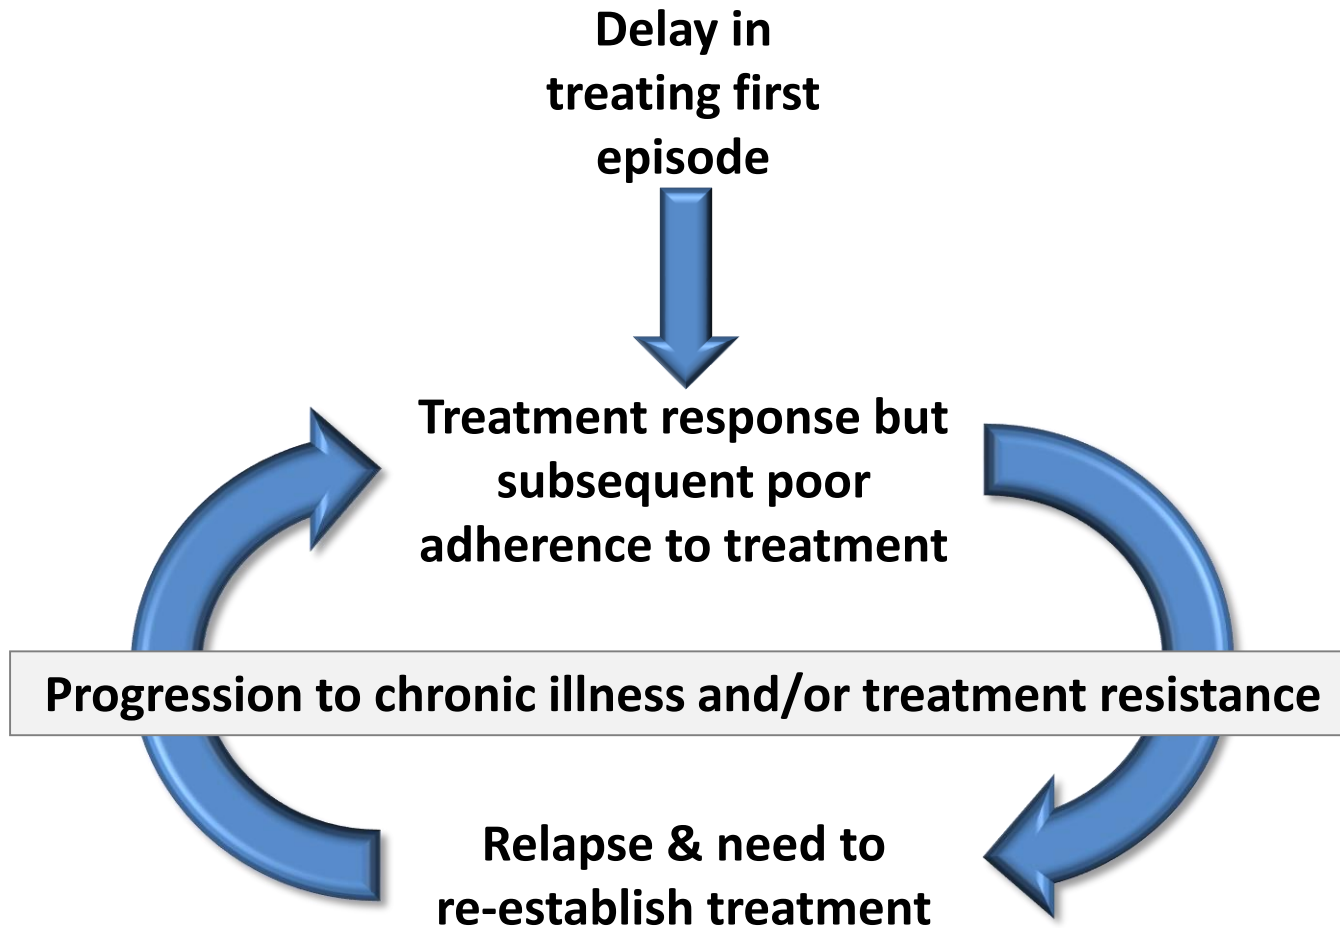 Delay in
treating first
episode
Treatment response but
subsequent poor
adherence to treatment
Progression to chronic illness and/or treatment resistance
Relapse & need to
re-establish treatment